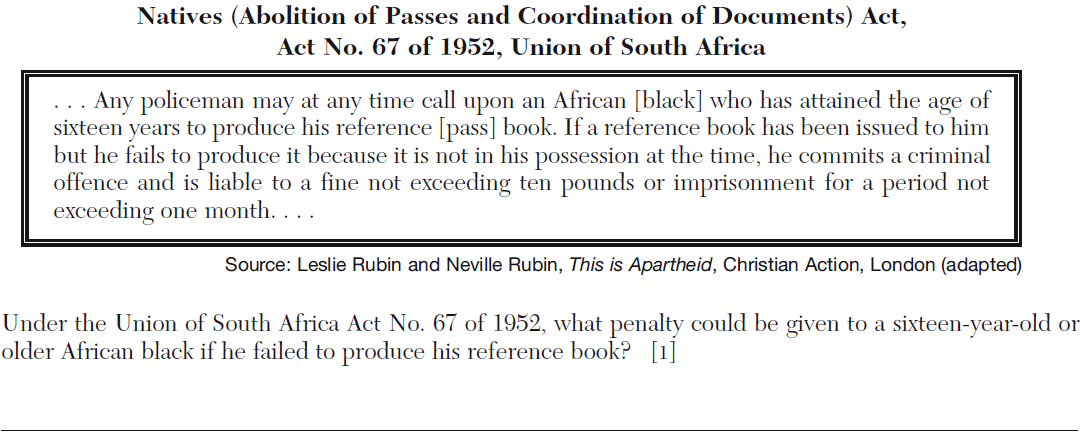 Natives (Abolition of Passes and Coordination of Documents) Act,
Act No. 67 of 1952, Union of South Africa
. . . Any policeman may at any time call upon an African [black] who has attained the age of
sixteen years to produce his reference [pass] book. If a reference book has been issued to him
but he fails to produce it because it is not in his possession at the time, he commits a criminal
offence and is liable to a fine not exceeding ten pounds or imprisonment for a period not
exceeding one month. . . .
Source: Leslie Rubin and Neville Rubin, This is Apartheid, Christian Action, London (adapted)
Under the Union of South Africa Act No. 67 of 1952, what penalty could be given to a sixteen-year-old or
older African black if he failed to produce his reference book? [1]